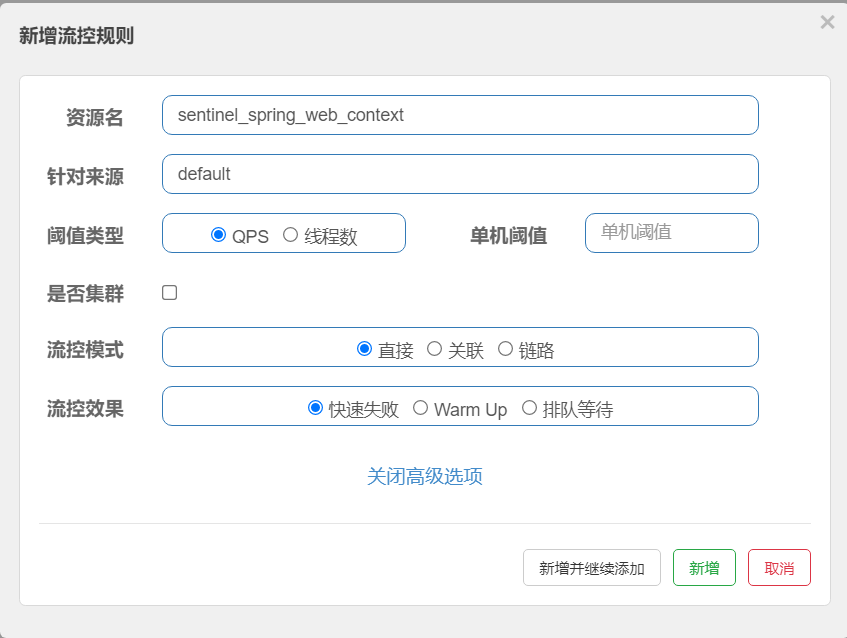 新增流控规则
×
资源名 sentinel_spring_web_context
针对来源 default
阈值类型 QPS 线程数 单机阈值 单机阈值
是否集群
流控模式 直接 关联 链路
流控效果 快速失败 Warm Up 排队等待
关闭高级选项
新增并继续添加 新增 取消